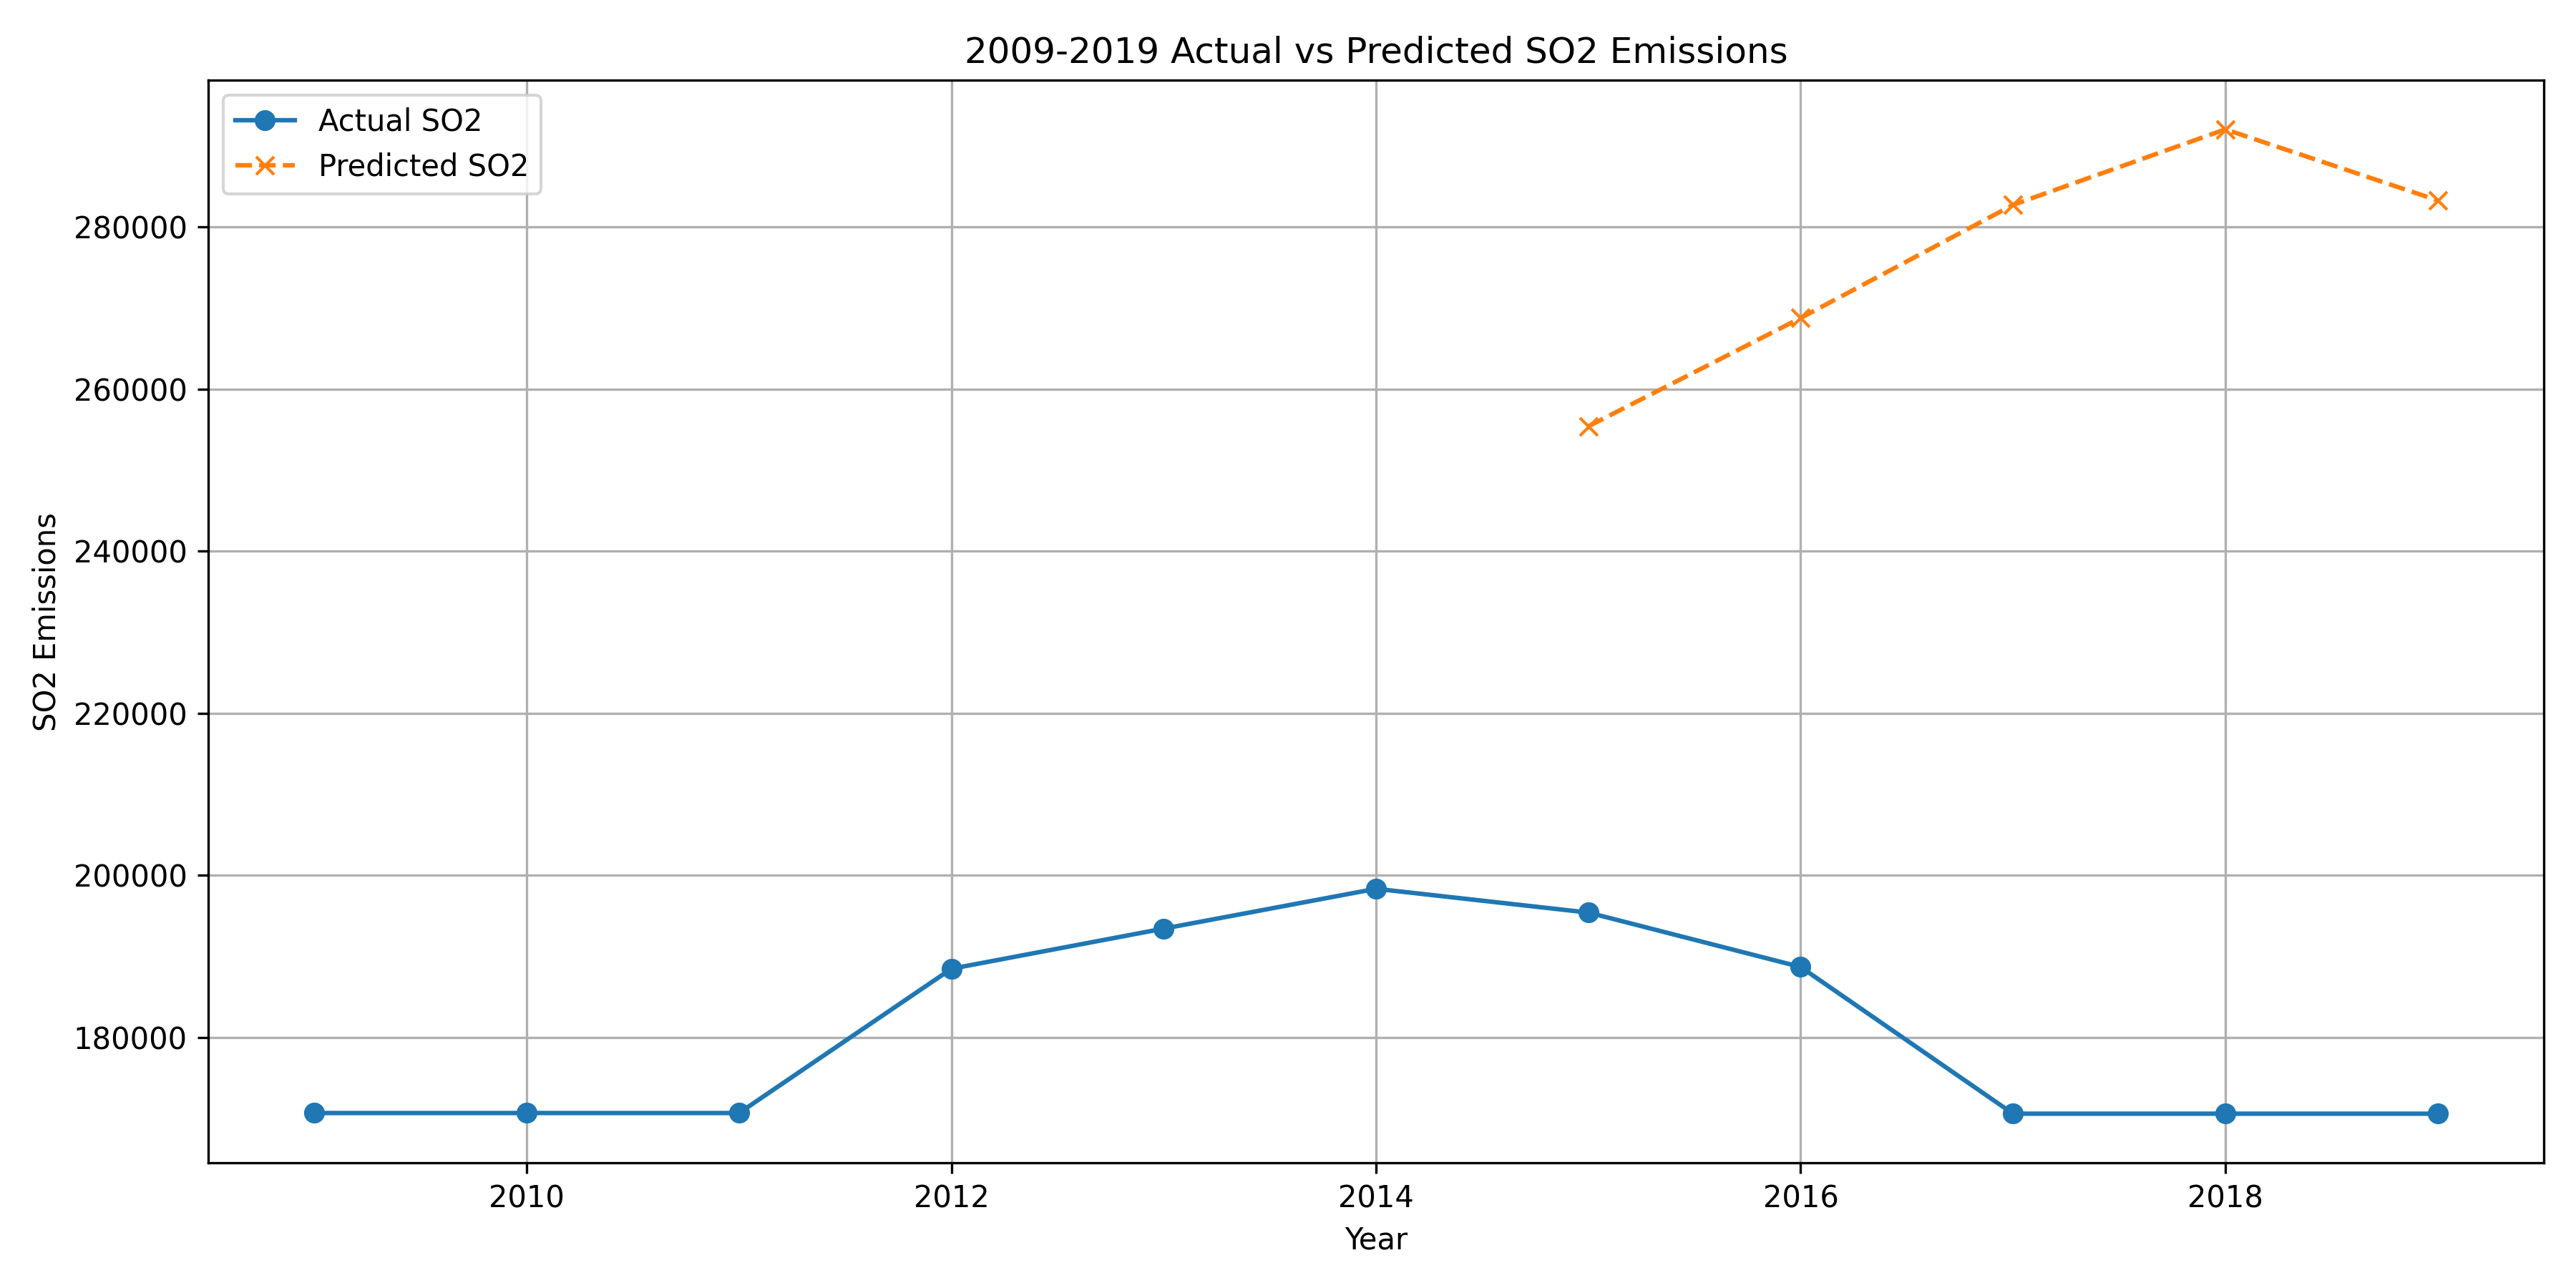 2009-2019 Actual vs Predicted SO2 Emissions
Actual SO2
Predicted SO2
280000
260000
240000
220000
200000
180000
SO2 Emissions
2010
2012
2014
2016
2018
Year